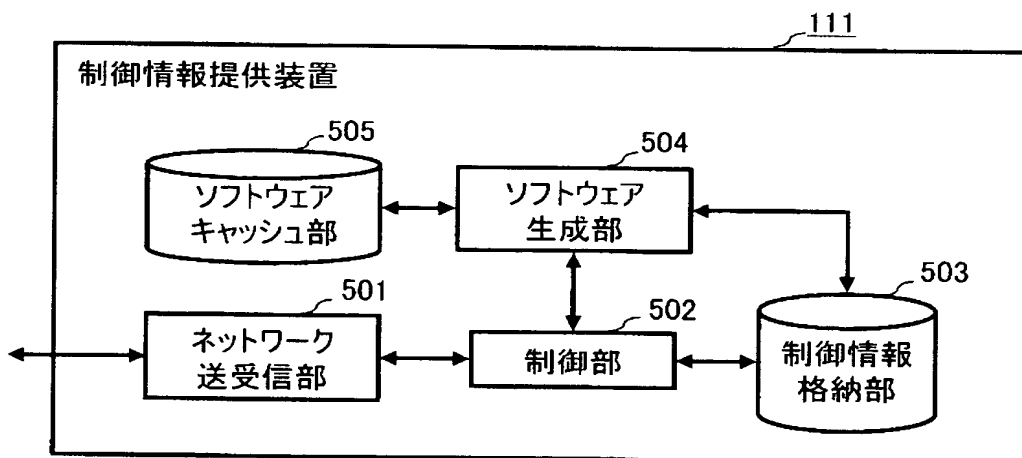 111
制御情報提供装置
505
ソフトウェア
キャッシュ部
504
ソフトウェア
生成部
503
制御情報
格納部
501
ネットワーク
送受信部
502
制御部